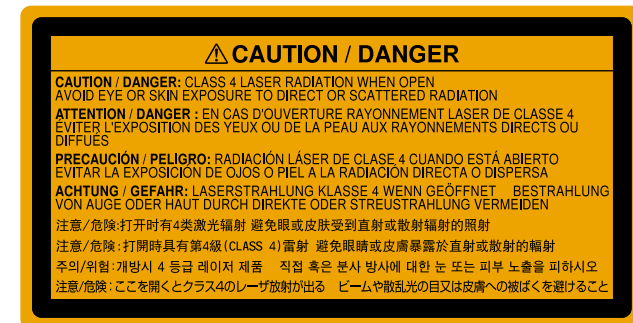 ⚠ CAUTION / DANGER
CAUTION / DANGER: CLASS 4 LASER RADIATION WHEN OPEN
AVOID EYE OR SKIN EXPOSURE TO DIRECT OR SCATTERED RADIATION
ATTENTION / DANGER : EN CAS D'OUVERTURE RAYONNEMENT LASER DE CLASSE 4
ÉVITER L'EXPOSITION DES YEUX OU DE LA PEAU AUX RAYONNEMENTS DIRECTS OU
DIFFUÉS
PRECAUCIÓN / PELIGRO: RADIACIÓN LÁSER DE CLASE 4 CUANDO ESTÁ ABIERTO
EVITAR LA EXPOSICIÓN DE OJOS O PIEL A LA RADIACIÓN DIRECTA O DISPERSA
ACHTUNG / GEFAHR: LASERSTRAHLUNG KLASSE 4 WENN GEÖFFNET BESTRAHLUNG
VON AUGE ODER HAUT DURCH DIREKTE ODER STREUSTRAHLUNG VERMEIDEN
注意/危险:打开时有4类激光辐射 避免眼或皮肤受到直射或散射辐射的照射
注意/危險:打開時具有第4級(CLASS 4)雷射 避免眼睛或皮膚暴露於直射或散射的輻射
주의/위험:개방시 4 등급 레이저 제품 직접 혹은 분사 방사에 대한 눈 또는 피부 노출을 피하시오
注意/危険:ここを開くとクラス4のレーザ放射が出る ビームや散乱光の目又は皮膚への被ばくを避けること